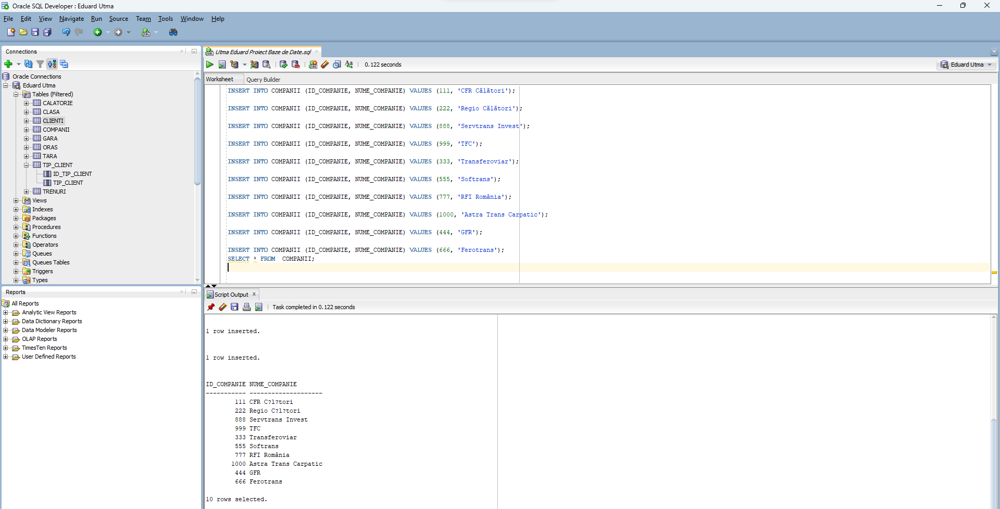 Oracle SQL Developer : Eduard Utma
File Edit View Navigate Run Source Team Tools Window Help
Connections
Oracle Connections
Eduard Utma
Tables (Filtered)
CALATORIE
CLASA
CLIENTI
COMPANII
GARA
ORAS
TARA
TIP_CLIENT
ID_TIP_CLIENT
TIP_CLIENT
TRENURI
Views
Indexes
Packages
Procedures
Functions
Operators
Queues
Queues Tables
Triggers
Types
Reports
All Reports
Analytic View Reports
Data Dictionary Reports
Data Modeler Reports
OLAP Reports
TimesTen Reports
User Defined Reports
Utma Eduard Proiect Baze de Date.sql
0.122 seconds
Eduard Utma
Worksheet Query Builder
INSERT INTO COMPANII (ID_COMPANIE, NUME_COMPANIE) VALUES (111, 'CFR Călători');
INSERT INTO COMPANII (ID_COMPANIE, NUME_COMPANIE) VALUES (222, 'Regio Călători');
INSERT INTO COMPANII (ID_COMPANIE, NUME_COMPANIE) VALUES (888, 'Servtrans Invest');
INSERT INTO COMPANII (ID_COMPANIE, NUME_COMPANIE) VALUES (999, 'TFC');
INSERT INTO COMPANII (ID_COMPANIE, NUME_COMPANIE) VALUES (333, 'Transferoviar');
INSERT INTO COMPANII (ID_COMPANIE, NUME_COMPANIE) VALUES (555, 'Softrans');
INSERT INTO COMPANII (ID_COMPANIE, NUME_COMPANIE) VALUES (777, 'RFI România');
INSERT INTO COMPANII (ID_COMPANIE, NUME_COMPANIE) VALUES (1000, 'Astra Trans Carpatic');
INSERT INTO COMPANII (ID_COMPANIE, NUME_COMPANIE) VALUES (444, 'GFR');
INSERT INTO COMPANII (ID_COMPANIE, NUME_COMPANIE) VALUES (666, 'Ferotrans');
SELECT * FROM  COMPANII;
Script Output
Task completed in 0.122 seconds
1 row inserted.
1 row inserted.
ID_COMPANIE NUME_COMPANIE
----------- --------------------
111 CFR C?l?tori
222 Regio C?l?tori
888 Servtrans Invest
999 TFC
333 Transferoviar
555 Softrans
777 RFI România
1000 Astra Trans Carpatic
444 GFR
666 Ferotrans
10 rows selected.